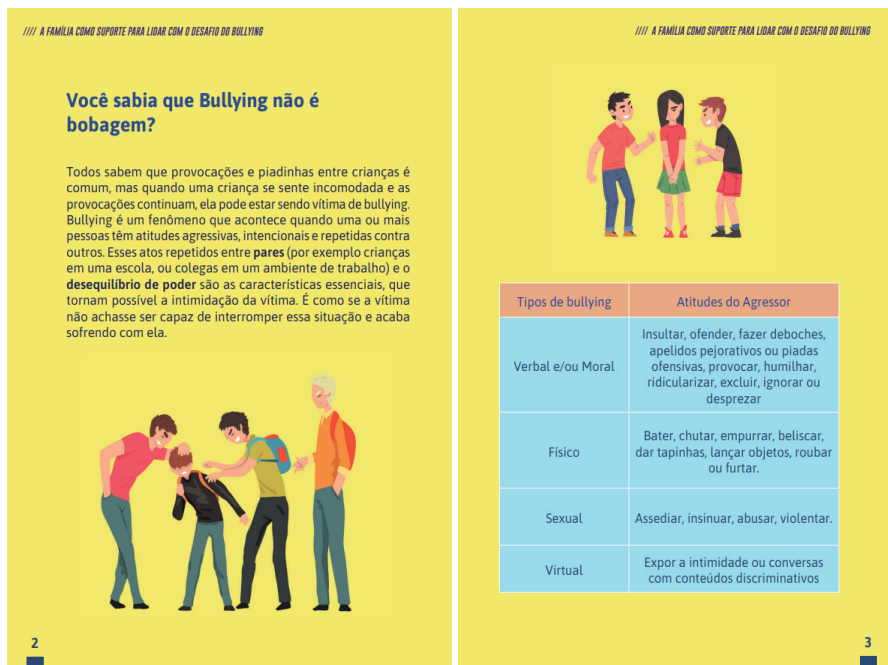 //// A FAMÍLIA COMO SUPORTE PARA LIDAR COM O DESAFIO DO BULLYING
Você sabia que Bullying não é
bobagem?
Todos sabem que provocações e piadinhas entre crianças é
comum, mas quando uma criança se sente incomodada e as
provocações continuam, ela pode estar sendo vítima de bullying.
Bullying é um fenômeno que acontece quando uma ou mais
pessoas têm atitudes agressivas, intencionais e repetidas contra
outros. Esses atos repetidos entre pares (por exemplo crianças
em uma escola, ou colegas em um ambiente de trabalho) e o
desequilíbrio de poder são as características essenciais, que
tornam possível a intimidação da vítima. É como se a vítima
não achasse ser capaz de interromper essa situação e acaba
sofrendo com ela.
2
//// A FAMÍLIA COMO SUPORTE PARA LIDAR COM O DESAFIO DO BULLYING
Tipos de bullying
Atitudes do Agressor
Verbal e/ou Moral
Insultar, ofender, fazer deboches,
apelidos pejorativos ou piadas
ofensivas, provocar, humilhar,
ridicularizar, excluir, ignorar ou
desprezar
Físico
Bater, chutar, empurrar, beliscar,
dar tapinhas, lançar objetos, roubar
ou furtar.
Sexual
Assediar, insinuar, abusar, violentar.
Virtual
Expor a intimidade ou conversas
com conteúdos discriminativos
3